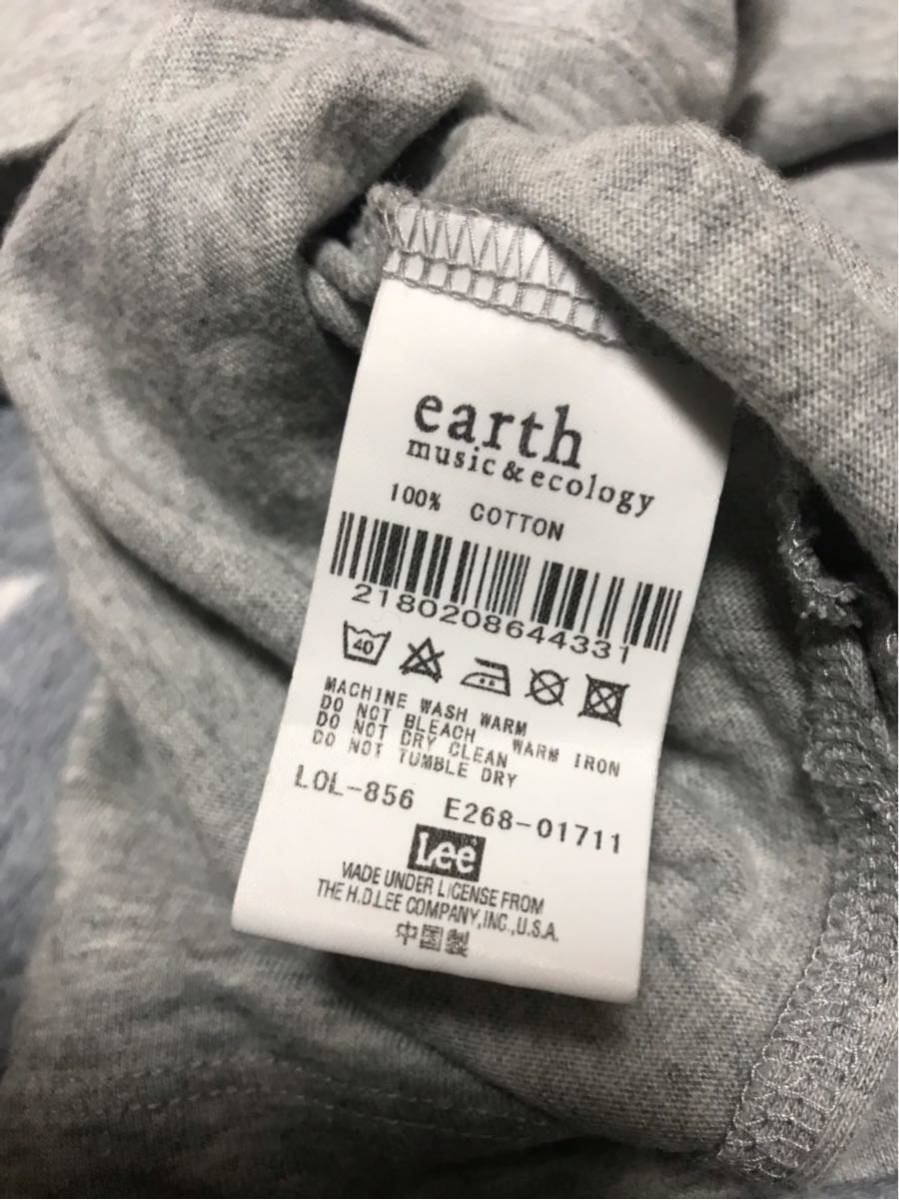 earth
music & ecology
100% COTTON
2180208644331
40
MACHINE WASH WARM
DO NOT BLEACH WARM IRON
DO NOT DRY CLEAN
DO NOT TUMBLE DRY
LOL-856 E268-01711
Lee
MADE UNDER LICENSE FROM
THE H.D.LEE COMPANY,INC.,U.S.A.
中国製